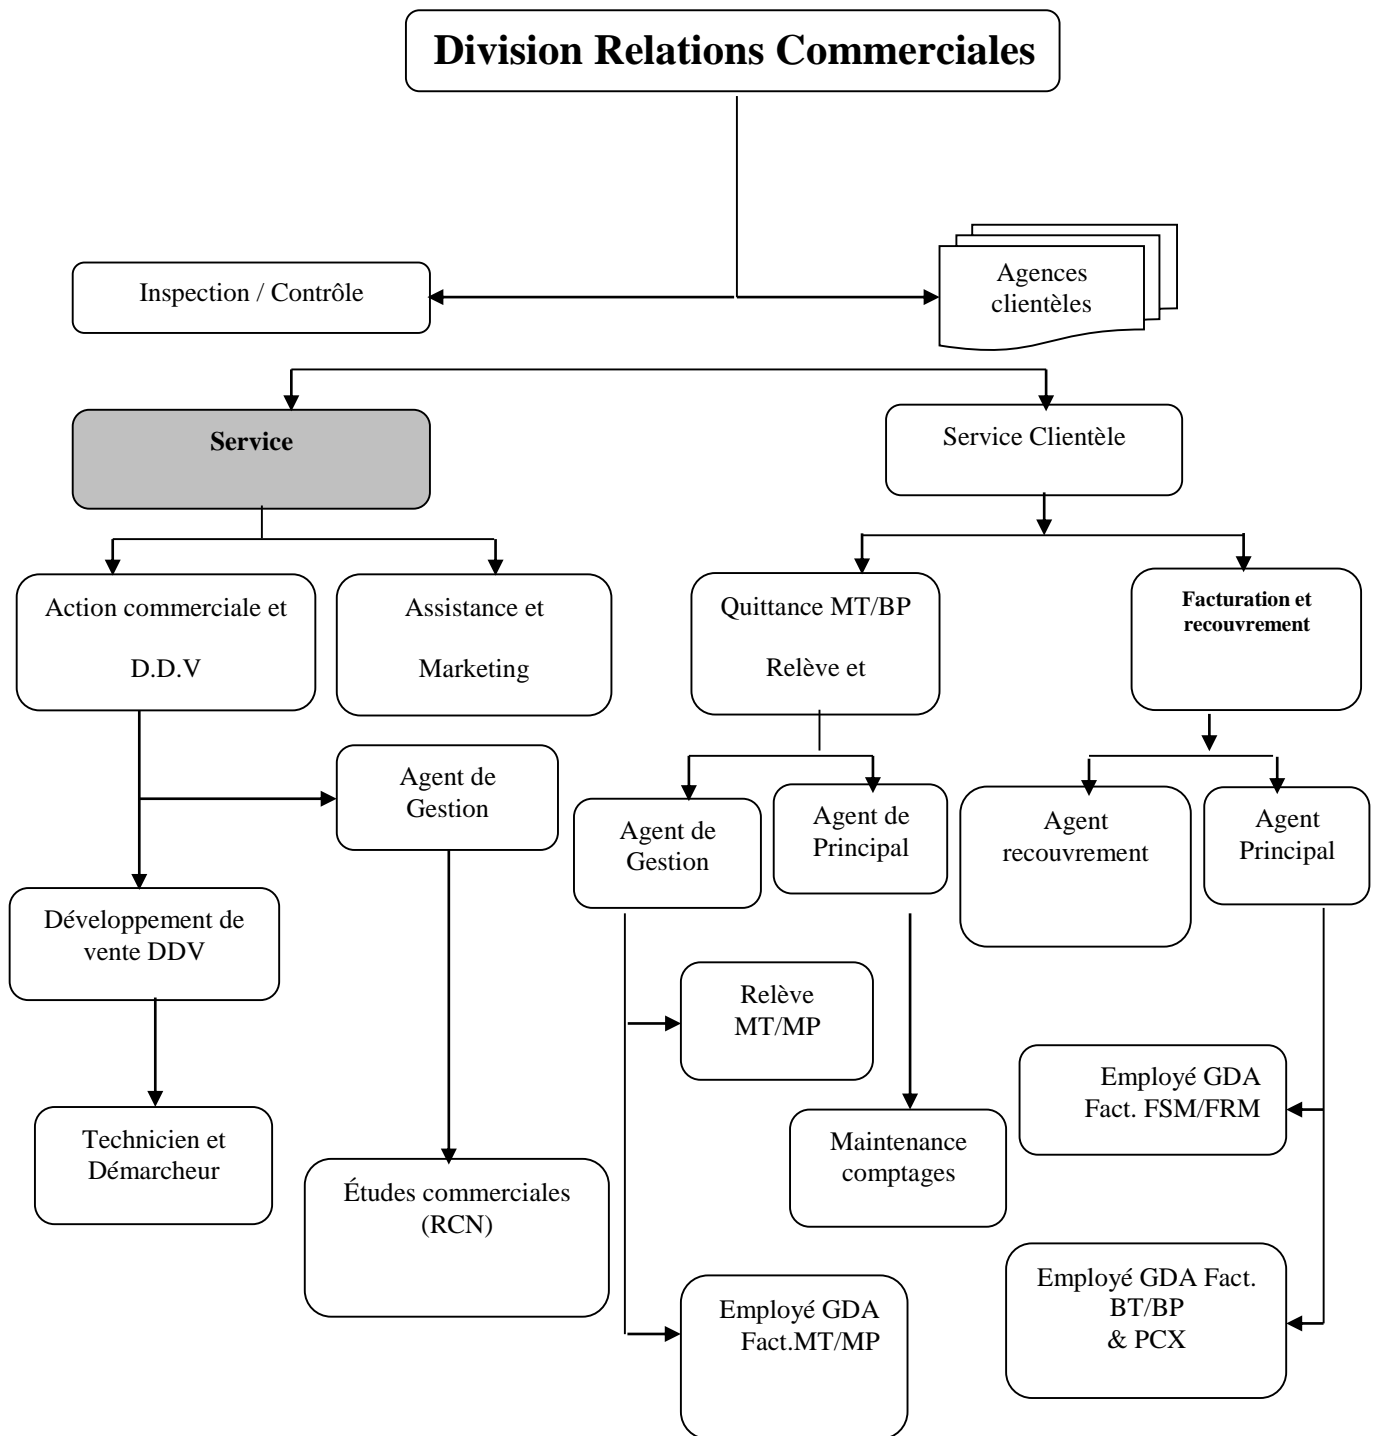 Division Relations Commerciales
Inspection / Contrôle
Agences
clientèles
Service
Service Clientèle
Action commerciale et
D.D.V
Assistance et
Marketing
Quittance MT/BP
Relève et
Facturation et
recouvrement
Agent de
Gestion
Agent de
Gestion
Agent de
Principal
Agent
recouvrement
Agent
Principal
Développement de
vente DDV
Relève
MT/MP
Employé GDA
Fact. FSM/FRM
Technicien et
Démarcheur
Maintenance
comptages
Études commerciales
(RCN)
Employé GDA
Fact.MT/MP
Employé GDA Fact.
BT/BP
& PCX